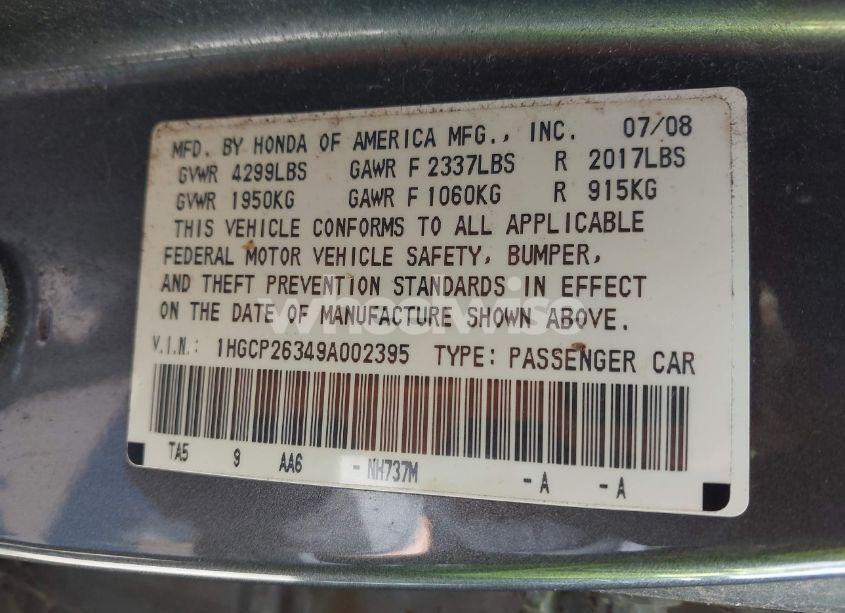 MFD. BY HONDA OF AMERICA MFG., INC. 07/08
GVWR 4299LBS GAWR F 2337LBS R 2017LBS
GVWR 1950KG GAWR F 1060KG R 915KG
THIS VEHICLE CONFORMS TO ALL APPLICABLE
FEDERAL MOTOR VEHICLE SAFETY, BUMPER,
AND THEFT PREVENTION STANDARDS IN EFFECT
ON THE DATE OF MANUFACTURE SHOWN ABOVE.
wheelwise
V.I.N.: 1HGCP26349A002395 TYPE: PASSENGER CAR
TA5 9 AA6 - NH737M - A - A